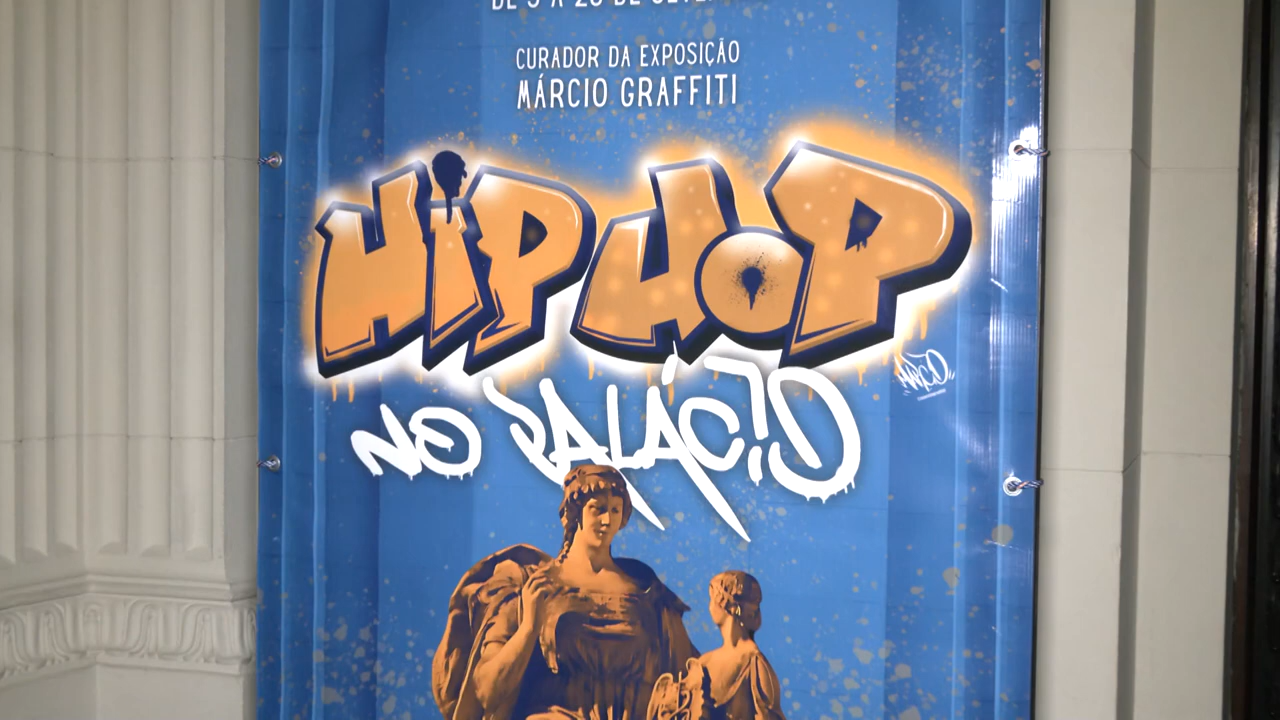 CURADOR DA EXPOSIÇÃO
MÁRCIO GRAFFITI
HiP HOP
NO PALÁCIO